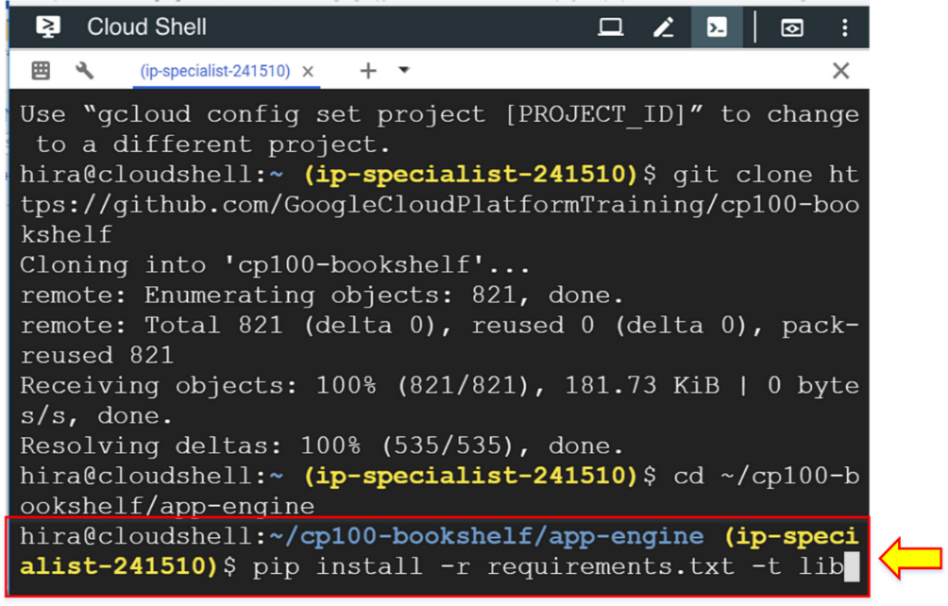 Cloud Shell
(ip-specialist-241510)
Use “gcloud config set project [PROJECT_ID]” to change
to a different project.
hira@cloudshell:~ (ip-specialist-241510)$ git clone ht
tps://github.com/GoogleCloudPlatformTraining/cp100-boo
kshelf
Cloning into 'cp100-bookshelf'...
remote: Enumerating objects: 821, done.
remote: Total 821 (delta 0), reused 0 (delta 0), pack-
reused 821
Receiving objects: 100% (821/821), 181.73 KiB | 0 byte
s/s, done.
Resolving deltas: 100% (535/535), done.
hira@cloudshell:~ (ip-specialist-241510)$ cd ~/cp100-b
ookshelf/app-engine
hira@cloudshell:~/cp100-bookshelf/app-engine (ip-speci
alist-241510)$ pip install -r requirements.txt -t lib